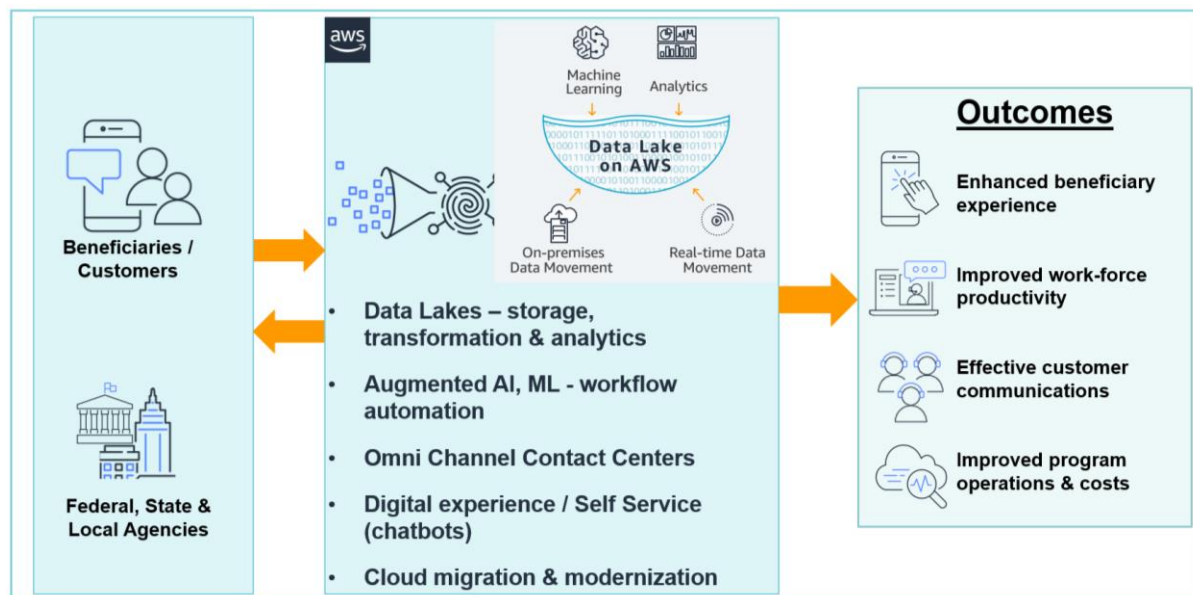 Beneficiaries /
Customers
Federal, State &
Local Agencies
aws
Machine
Learning
Analytics
Data Lake
on AWS
On-premises
Data Movement
Real-time Data
Movement
• Data Lakes – storage,
transformation & analytics
• Augmented AI, ML - workflow
automation
• Omni Channel Contact Centers
• Digital experience / Self Service
(chatbots)
• Cloud migration & modernization
Outcomes
Enhanced beneficiary
experience
Improved work-force
productivity
Effective customer
communications
Improved program
operations & costs